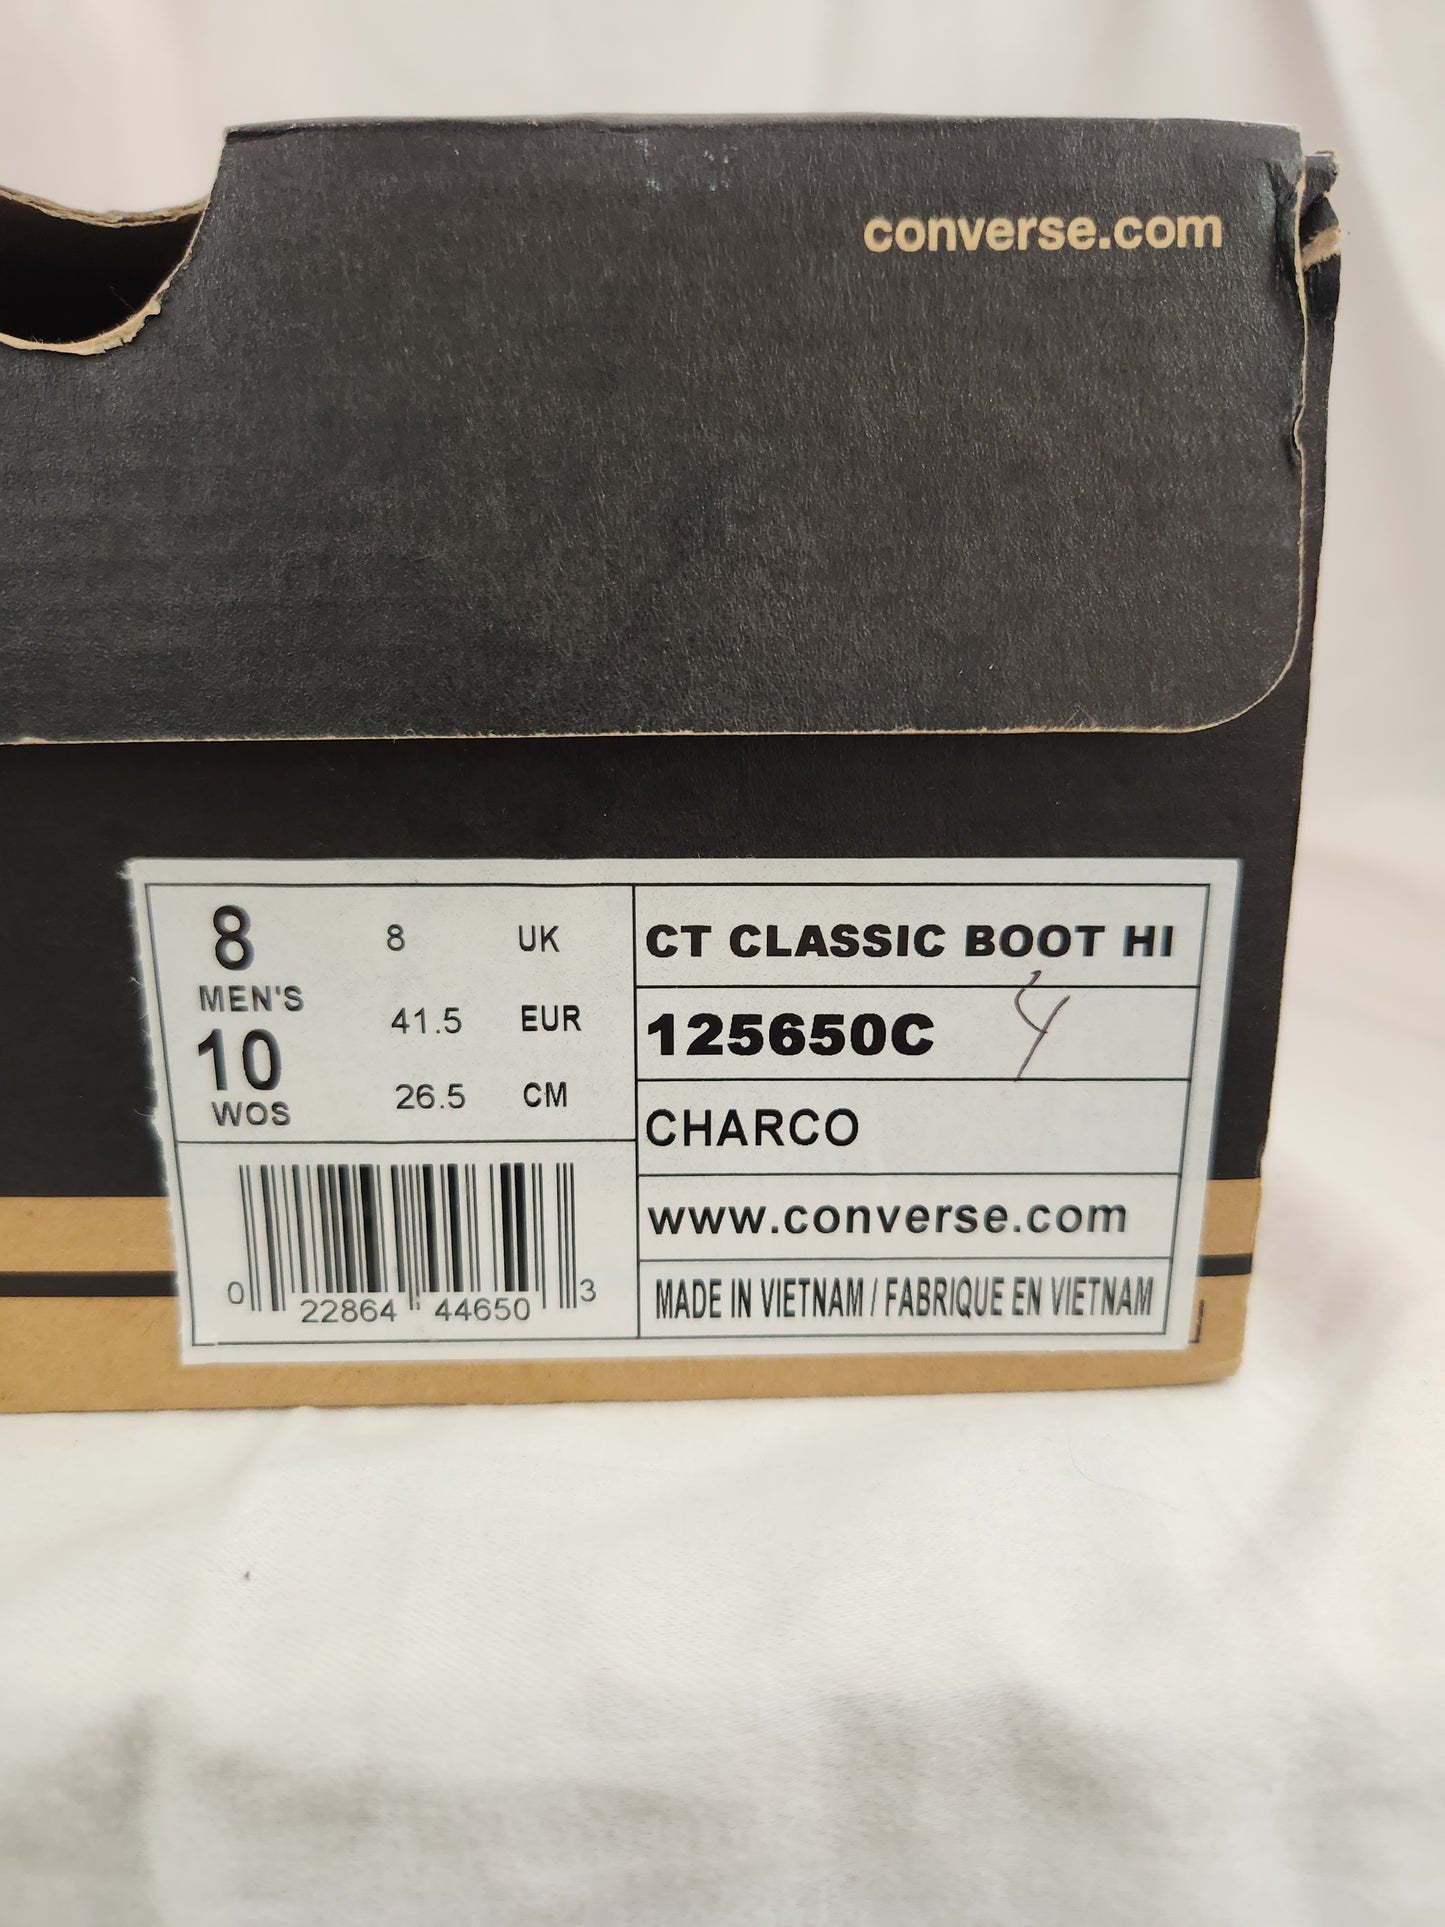 converse.com
8 8 UK
MEN'S
41.5 EUR
10
26.5 CM
WOS
0 22864 44650 3
CT CLASSIC BOOT HI
125650C 4
CHARCO
www.converse.com
MADE IN VIETNAM / FABRIQUE EN VIETNAM